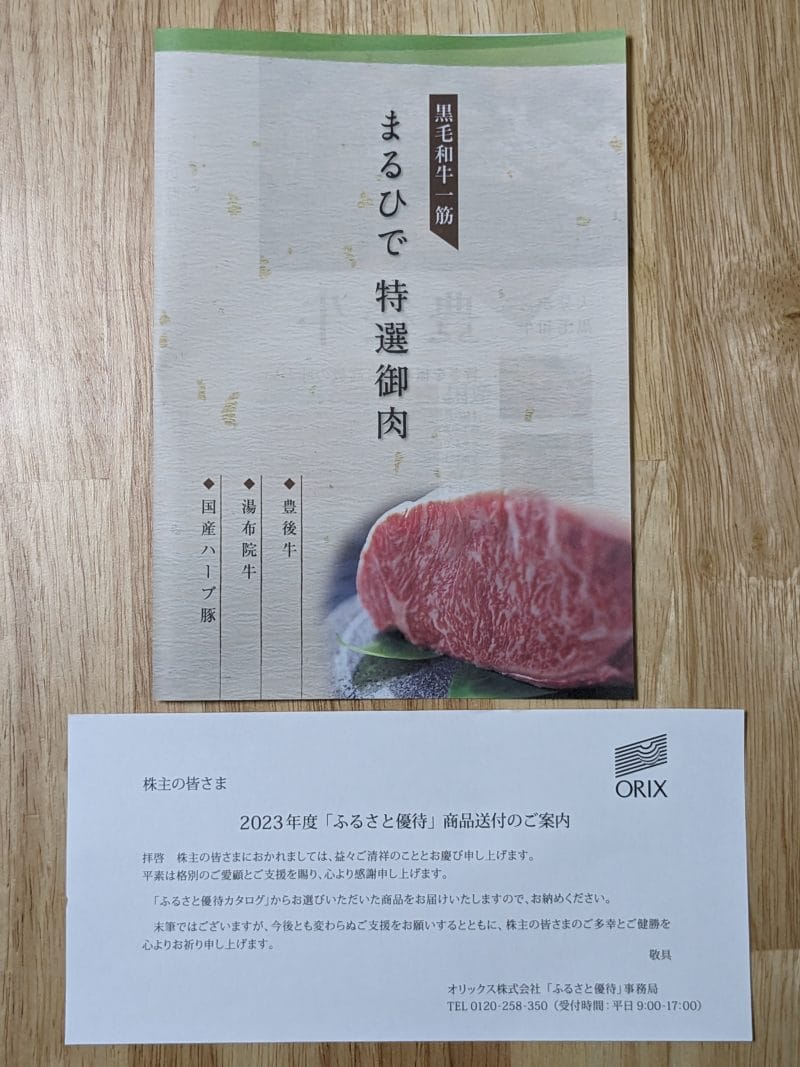 黒毛和牛一筋
まるひで 特選御肉
◆豊後牛
◆湯布院牛
◆国産ハーブ豚
ORIX
株主の皆さま
2023年度「ふるさと優待」商品送付のご案内
拝啓　株主の皆さまにおかれましては、益々ご清祥のこととお慶び申し上げます。
平素は格別のご愛顧とご支援を賜り、心より感謝申し上げます。
「ふるさと優待カタログ」からお選びいただいた商品をお届けいたしますので、お納めください。
末筆ではございますが、今後とも変わらぬご支援をお願いするとともに、株主の皆さまのご多幸とご健勝を
心よりお祈り申し上げます。
敬具
オリックス株式会社「ふるさと優待」事務局
TEL 0120-258-350（受付時間：平日 9:00-17:00）